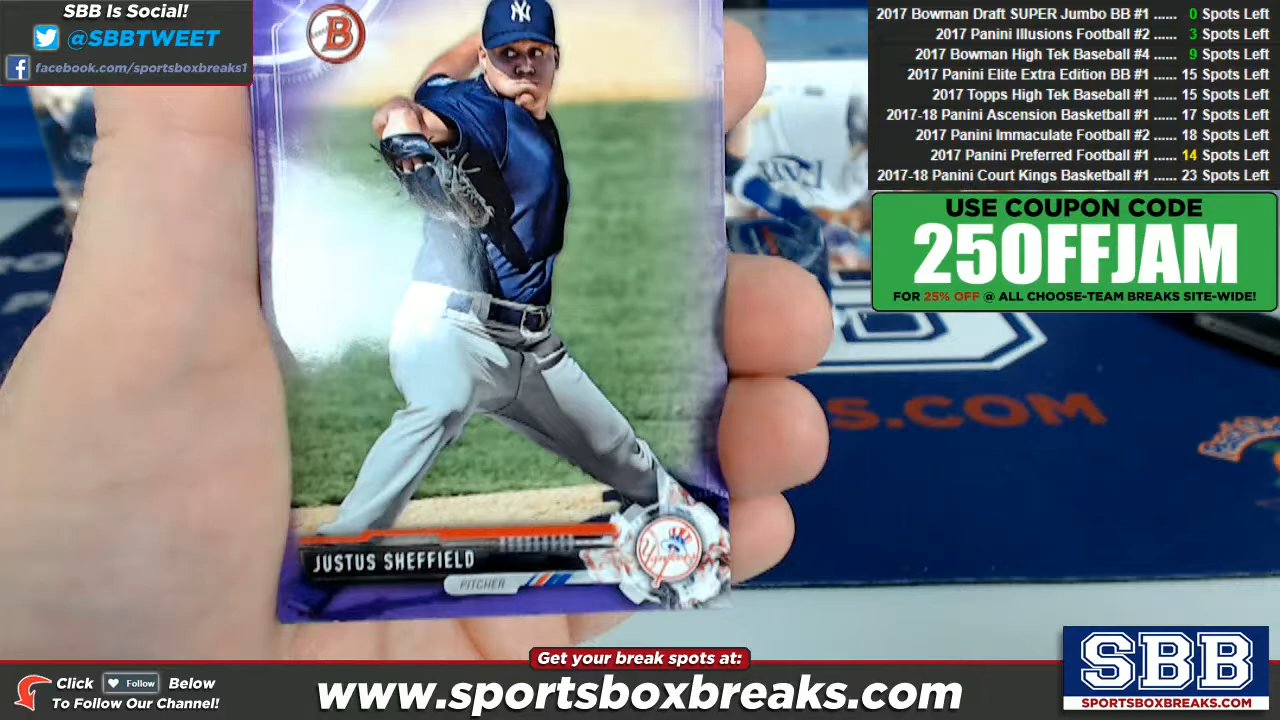 SBB Is Social!
@SBBTWEET
facebook.com/sportsboxbreaks1
2017 Bowman Draft SUPER Jumbo BB #1 ...... 0 Spots Left
2017 Panini Illusions Football #2 ...... 3 Spots Left
2017 Bowman High Tek Baseball #4 ...... 9 Spots Left
2017 Panini Elite Extra Edition BB #1 ...... 15 Spots Left
2017 Topps High Tek Baseball #1 ...... 15 Spots Left
2017-18 Panini Ascension Basketball #1 ...... 17 Spots Left
2017 Panini Immaculate Football #2 ...... 18 Spots Left
2017 Panini Preferred Football #1 ...... 14 Spots Left
2017-18 Panini Court Kings Basketball #1 ...... 23 Spots Left
USE COUPON CODE
25OFFJAM
FOR 25% OFF @ ALL CHOOSE-TEAM BREAKS SITE-WIDE!
B
NY
S.COM
JUSTUS SHEFFIELD
PITCHER
Yankees
Get your break spots at:
Click Follow Below
To Follow Our Channel!
www.sportsboxbreaks.com
SBB
SPORTSBOXBREAKS.COM